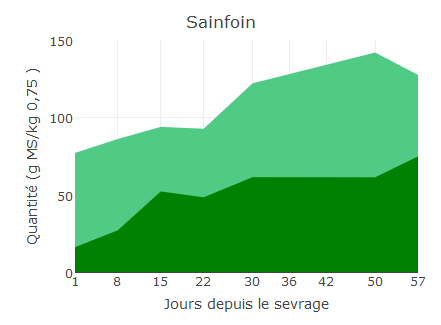 Sainfoin
150
100
50
0
Quantité (g MS/kg 0,75 )
1 8 15 22 30 36 42 50 57
Jours depuis le sevrage